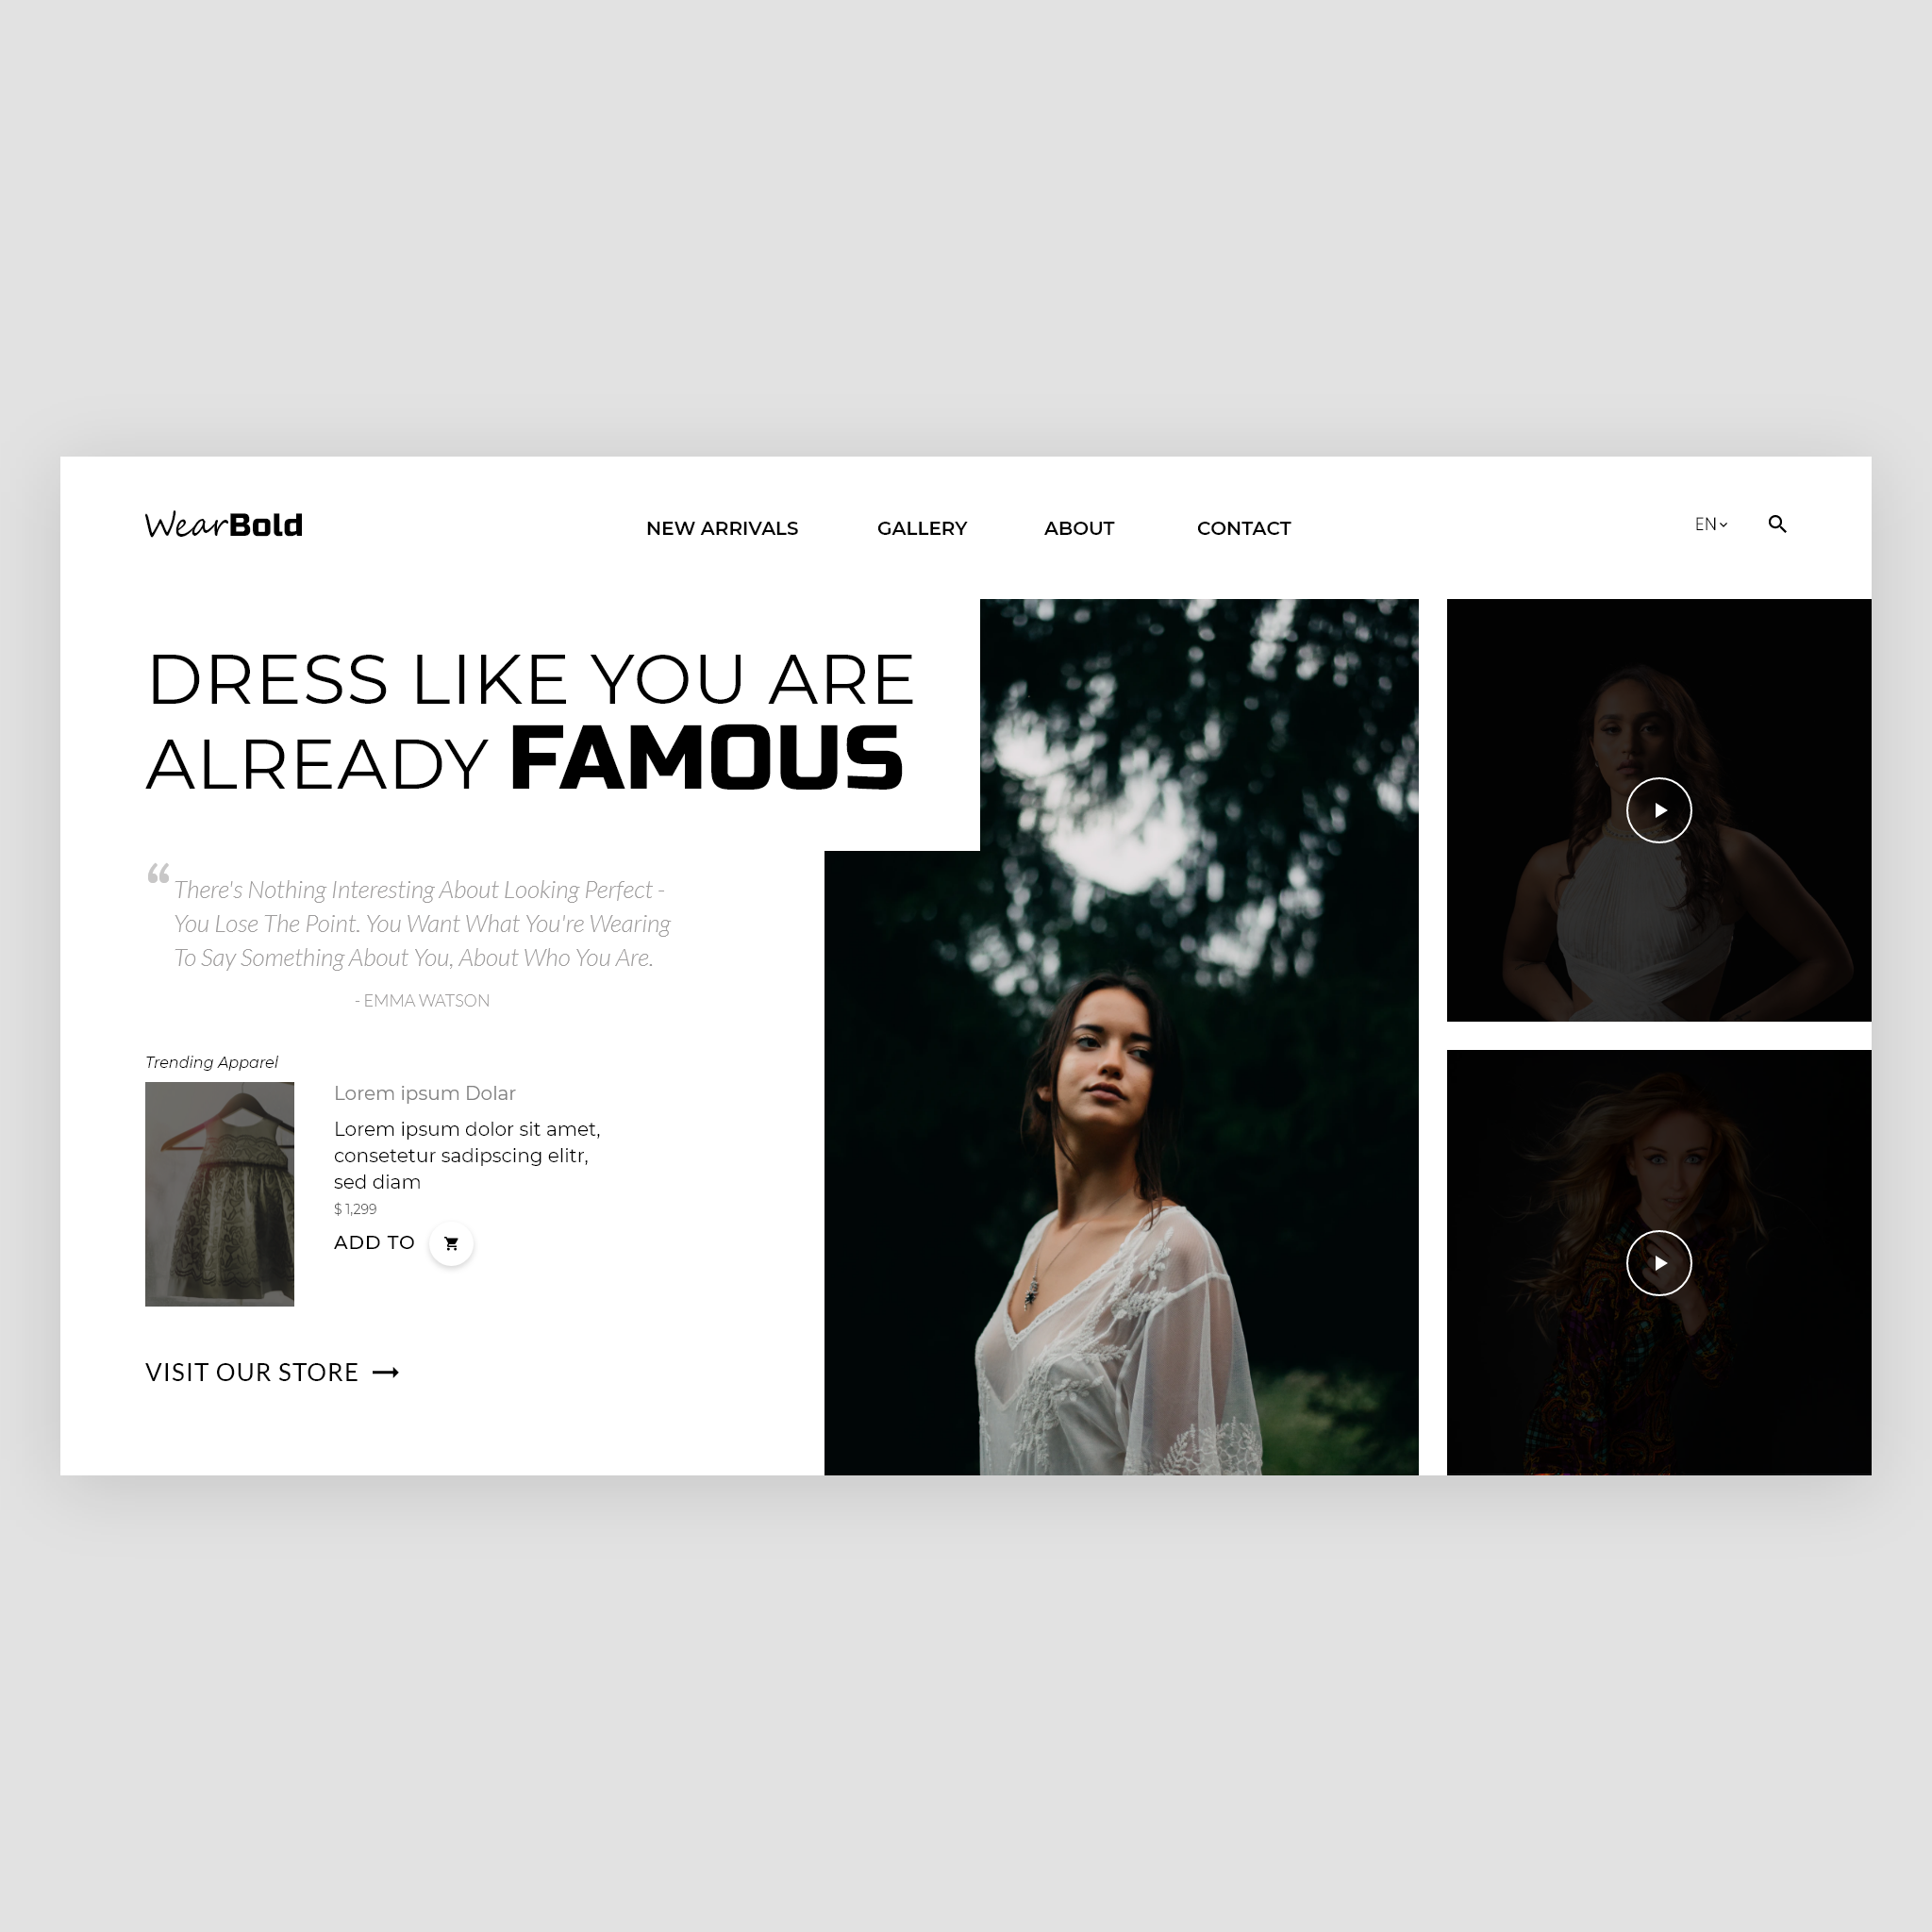 WearBold
NEW ARRIVALS GALLERY ABOUT CONTACT
EN
DRESS LIKE YOU ARE
ALREADY FAMOUS
“ There's Nothing Interesting About Looking Perfect -
You Lose The Point. You Want What You're Wearing
To Say Something About You, About Who You Are.
- EMMA WATSON
Trending Apparel
Lorem ipsum Dolar
Lorem ipsum dolor sit amet,
consetetur sadipscing elitr,
sed diam
$ 1,299
ADD TO
VISIT OUR STORE